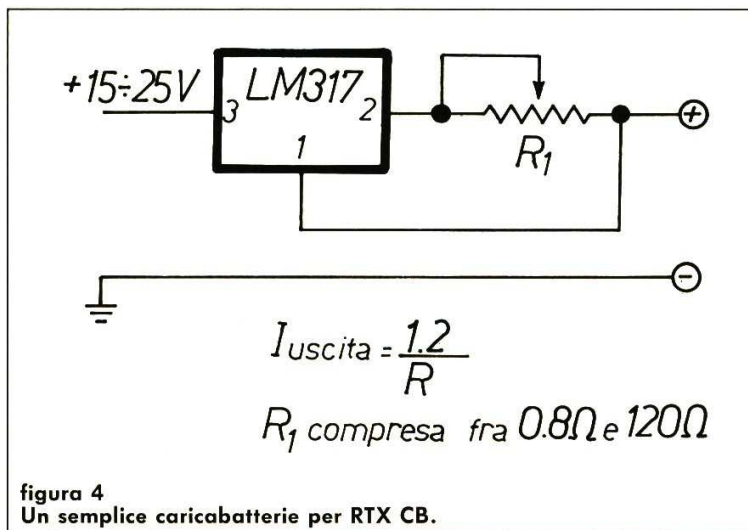 +15÷25V
LM317
3
2
1
R1
+
-
I uscita = 1.2
R
R1 compresa fra 0.8Ω e 120Ω
figura 4
Un semplice caricabatterie per RTX CB.